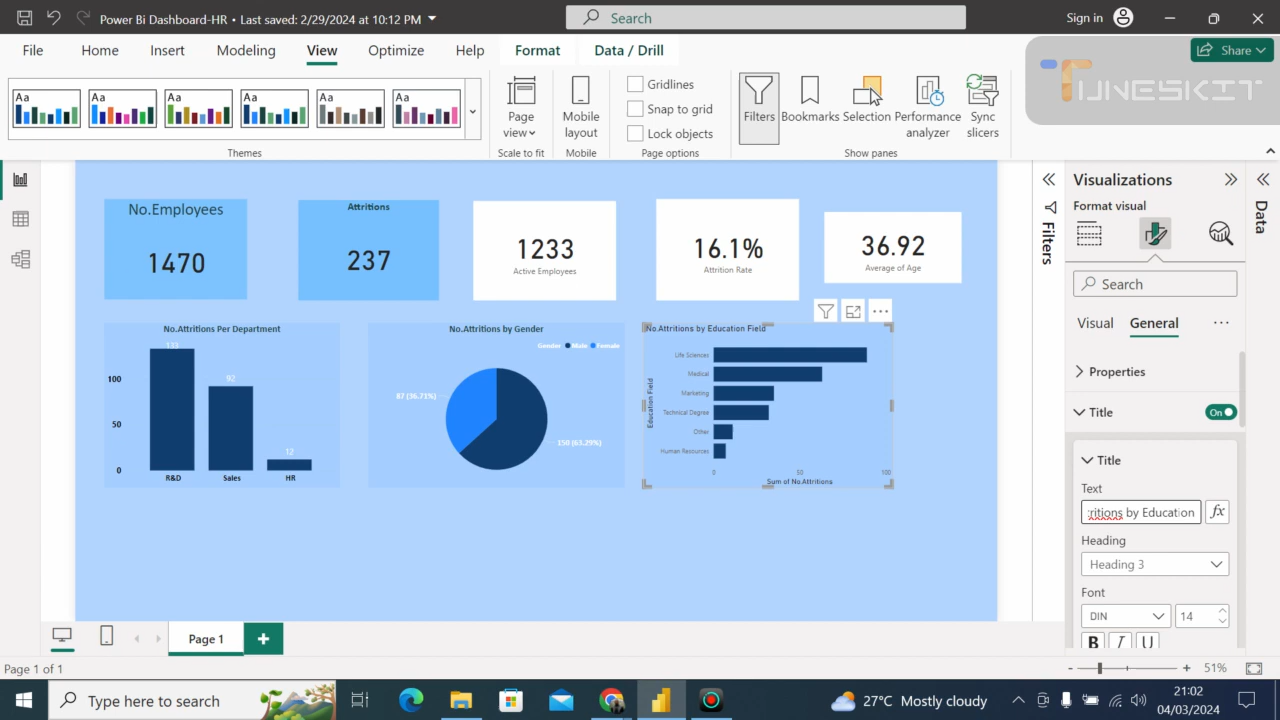 Power Bi Dashboard-HR • Last saved: 2/29/2024 at 10:12 PM
Search
Sign in
File Home Insert Modeling View Optimize Help Format Data / Drill
Share
TUNESKIT
Aa Aa Aa Aa Aa Aa
Themes
Page view
Scale to fit
Mobile layout
Mobile
Gridlines
Snap to grid
Lock objects
Page options
Filters
Bookmarks
Selection
Performance analyzer
Sync slicers
Show panes
No.Employees
1470
Attritions
237
1233
Active Employees
16.1%
Attrition Rate
36.92
Average of Age
No.Attritions Per Department
133
92
12
100
50
0
R&D Sales HR
No.Attritions by Gender
Gender Male Female
87 (36.71%)
150 (63.29%)
No.Attritions by Education Field
Education Field
Life Sciences
Medical
Marketing
Technical Degree
Other
Human Resources
0 50 100
Sum of No.Attritions
Filters
Visualizations
Format visual
Search
Visual General
Properties
Title
On
Title
Text
tritions by Education
fx
Heading
Heading 3
Font
DIN 14
B I U
Data
Page 1
Page 1 of 1
- + 51%
Type here to search
27°C Mostly cloudy
21:02
04/03/2024